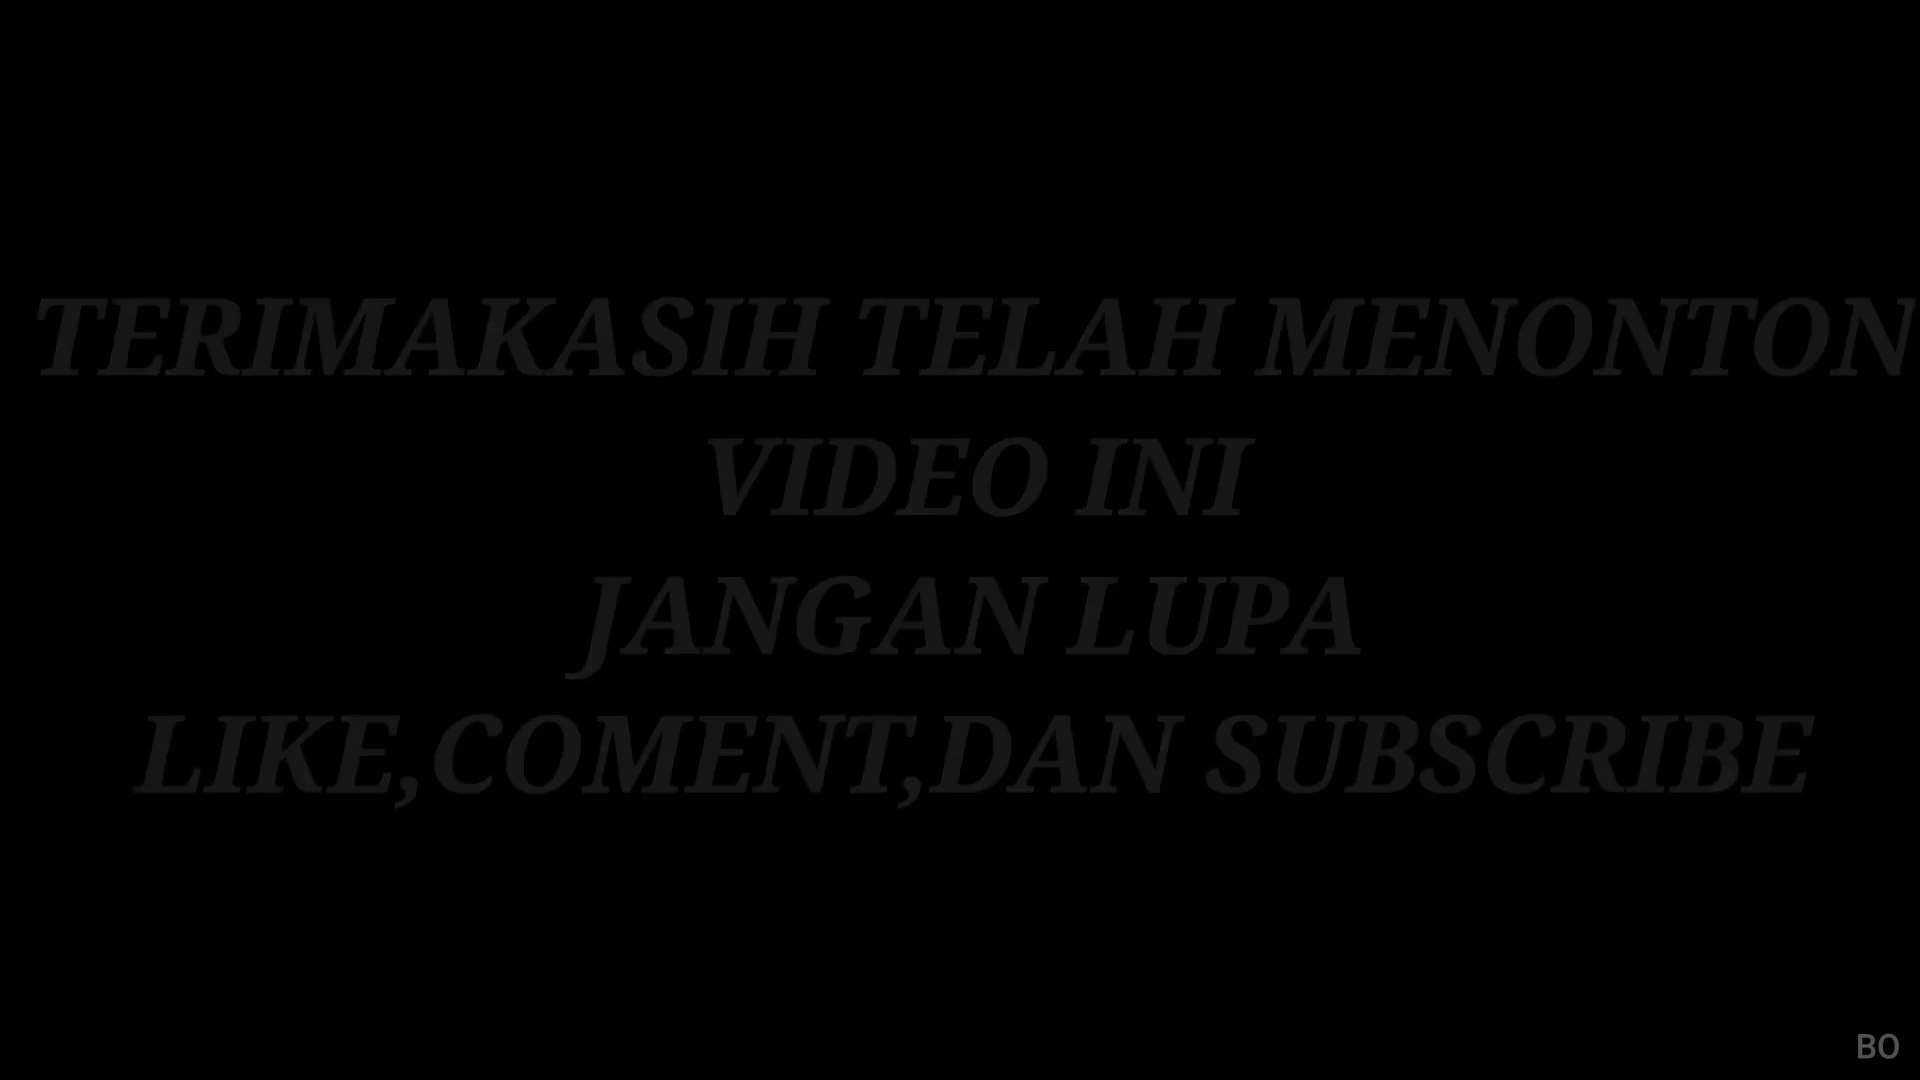 TERIMAKASIH TELAH MENONTON
VIDEO INI
JANGAN LUPA
LIKE,COMENT,DAN SUBSCRIBE
BO